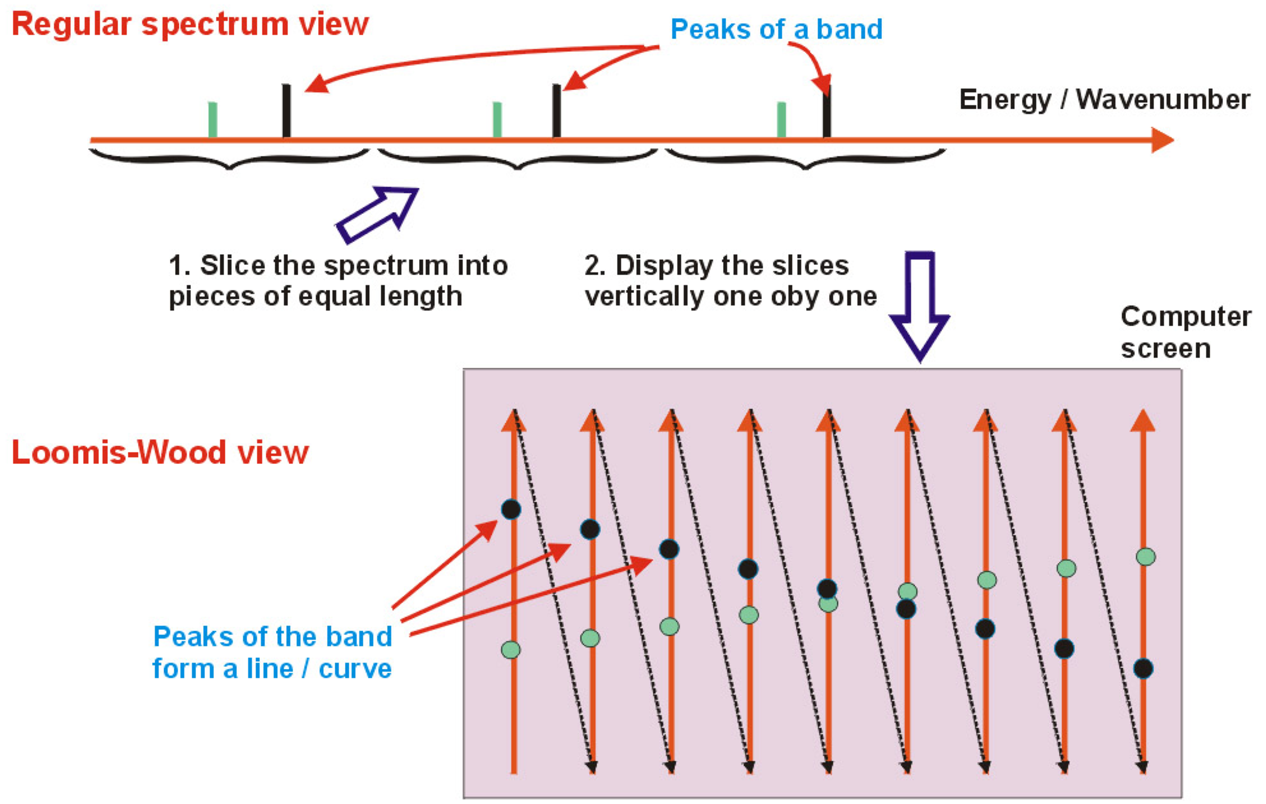 Regular spectrum view
Peaks of a band
Energy / Wavenumber
1. Slice the spectrum into
pieces of equal length
2. Display the slices
vertically one oby one
Computer
screen
Loomis-Wood view
Peaks of the band
form a line / curve